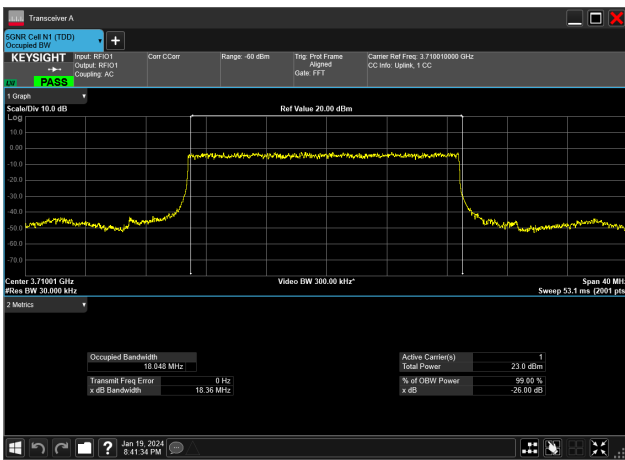 Transceiver A
5GNR Cell N1 (TDD)
Occupied BW
KEYSIGHT
LV PASS
Input: RFIO1
Output: RFIO1
Coupling: AC
Corr CCorr
Range: -60 dBm
Trig: Prot Frame
Aligned
Gate: FFT
Carrier Ref Freq: 3.710010000 GHz
CC Info: Uplink, 1 CC
1 Graph
Scale/Div 10.0 dB
Ref Value 20.00 dBm
Log
10.0
0.00
-10.0
-20.0
-30.0
-40.0
-50.0
-60.0
-70.0
Center 3.71001 GHz
Video BW 300.00 kHz*
Span 40 MHz
#Res BW 30.000 kHz
Sweep 53.1 ms (2001 pts
2 Metrics
Occupied Bandwidth
18.048 MHz
Active Carrier(s) 1
Total Power 23.0 dBm
Transmit Freq Error 0 Hz
x dB Bandwidth 18.36 MHz
% of OBW Power 99.00 %
x dB -26.00 dB
?
Jan 19, 2024
8:41:34 PM